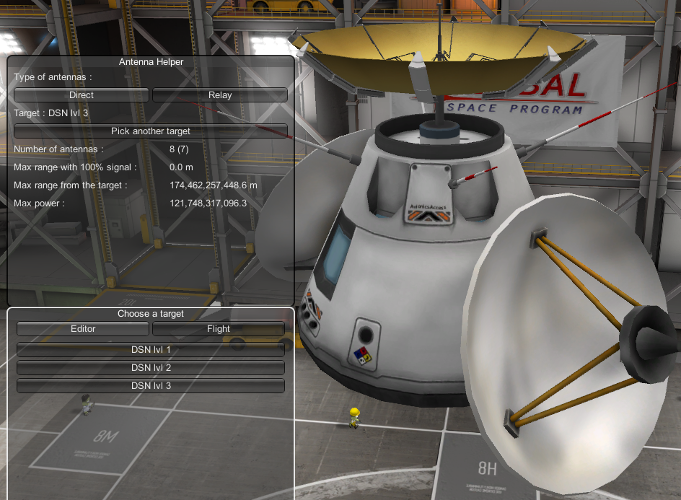 Antenna Helper
Type of antennas :
Direct
Relay
Target : DSN lvl 3
Pick another target
Number of antennas : 8 (7)
Max range with 100% signal : 0.0 m
Max range from the target : 174,462,257,448.6 m
Max power : 121,748,317,096.3
Choose a target
Editor
Flight
DSN lvl 1
DSN lvl 2
DSN lvl 3
BAL
SPACE PROGRAM
8M
8H